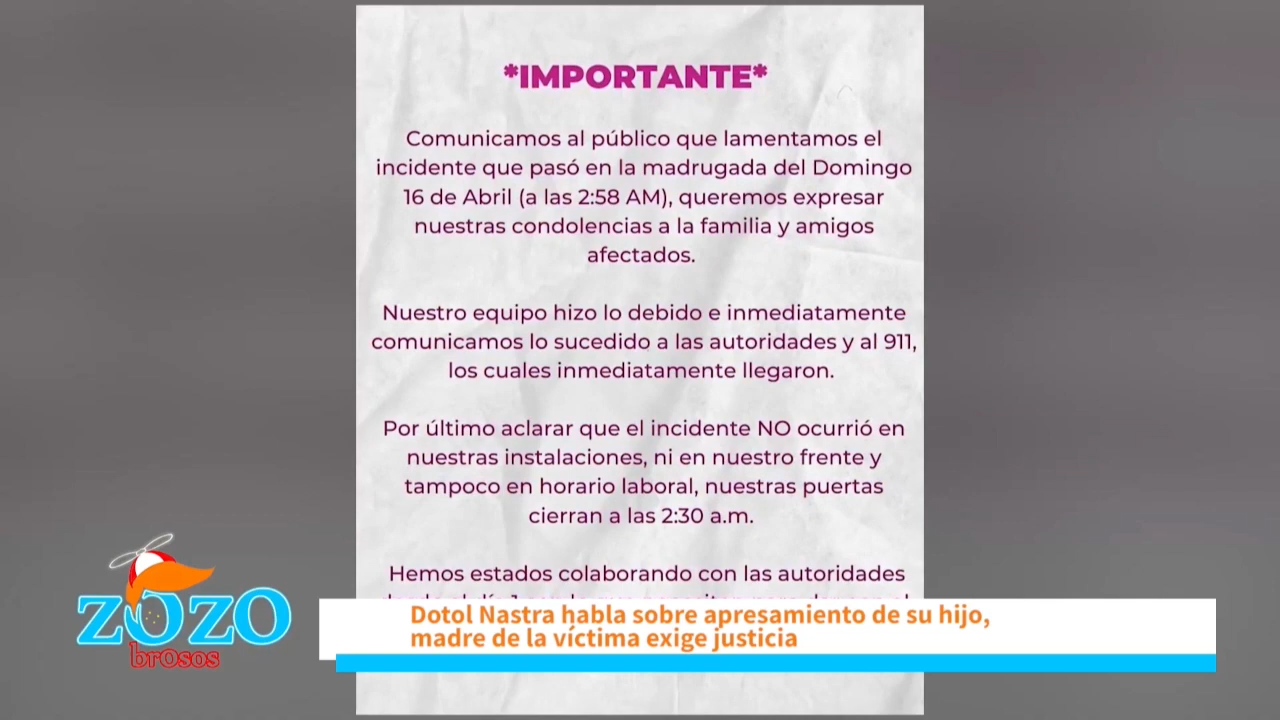 *IMPORTANTE*
Comunicamos al público que lamentamos el
incidente que pasó en la madrugada del Domingo
16 de Abril (a las 2:58 AM), queremos expresar
nuestras condolencias a la familia y amigos
afectados.
Nuestro equipo hizo lo debido e inmediatamente
comunicamos lo sucedido a las autoridades y al 911,
los cuales inmediatamente llegaron.
Por último aclarar que el incidente NO ocurrió en
nuestras instalaciones, ni en nuestro frente y
tampoco en horario laboral, nuestras puertas
cierran a las 2:30 a.m.
Hemos estados colaborando con las autoridades
Dotol Nastra habla sobre apresamiento de su hijo,
madre de la víctima exige justicia
ZOZO
brOsos